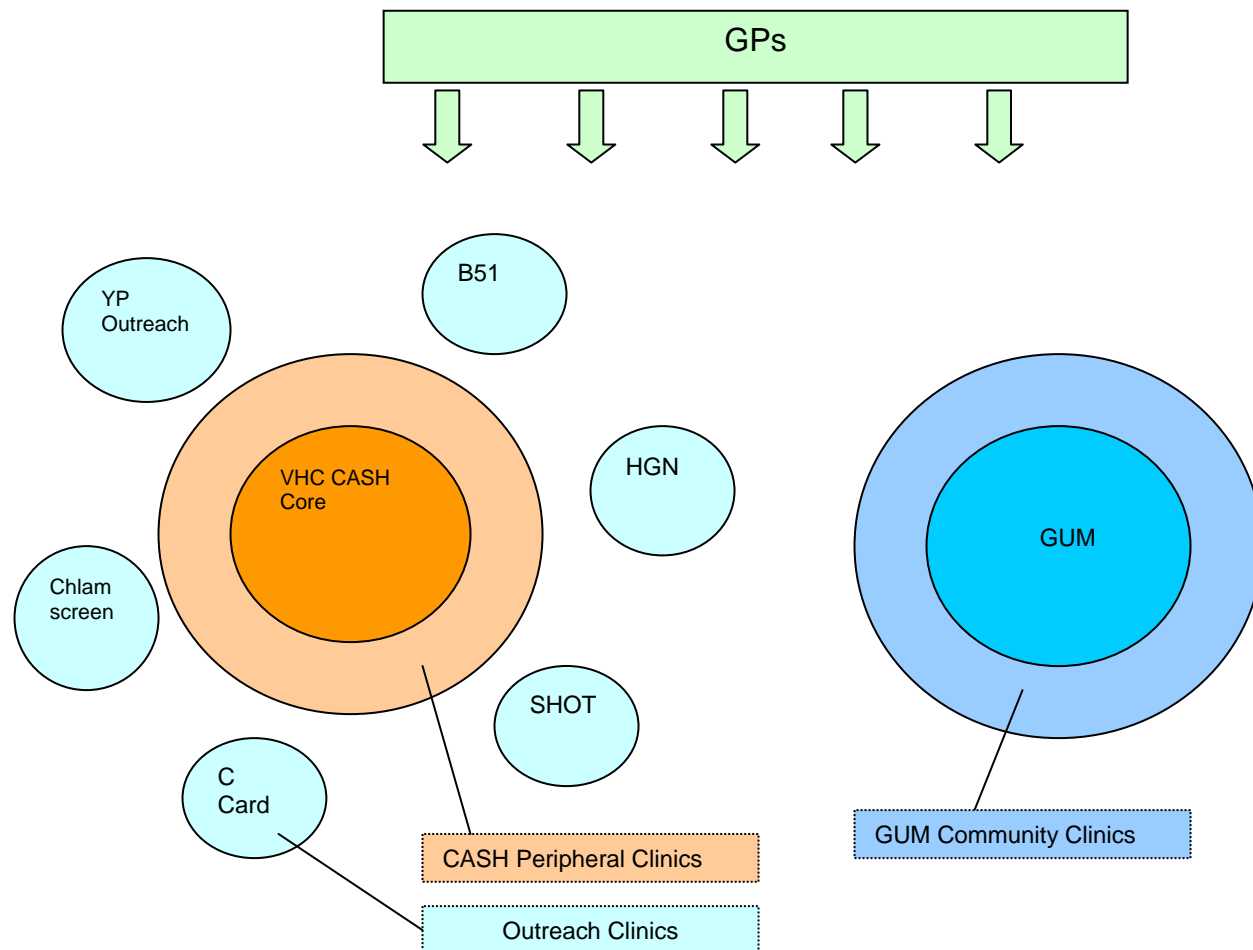 GPs
B51
YP
Outreach
HGN
VHC CASH
Core
GUM
Chlam
screen
SHOT
C
Card
GUM Community Clinics
CASH Peripheral Clinics
Outreach Clinics